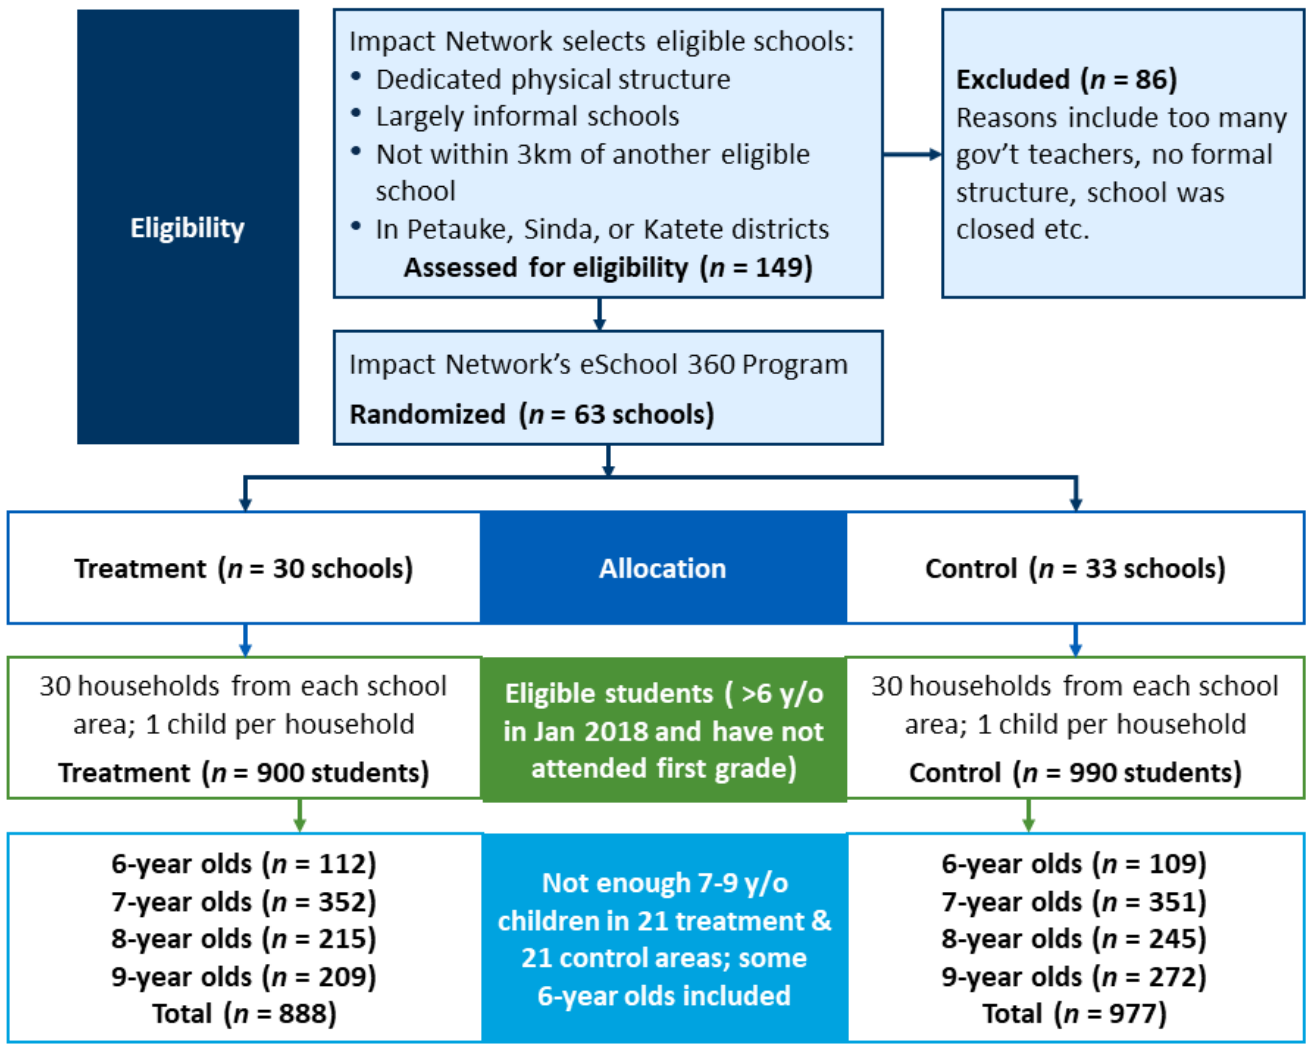 Eligibility
Impact Network selects eligible schools:
• Dedicated physical structure
• Largely informal schools
• Not within 3km of another eligible
school
• In Petauke, Sinda, or Katete districts
Assessed for eligibility (n = 149)
Excluded (n = 86)
Reasons include too many
gov't teachers, no formal
structure, school was
closed etc.
Impact Network's eSchool 360 Program
Randomized (n = 63 schools)
Treatment (n = 30 schools)
Allocation
Control (n = 33 schools)
30 households from each school
area; 1 child per household
Treatment (n = 900 students)
Eligible students ( >6 y/o
in Jan 2018 and have not
attended first grade)
30 households from each school
area; 1 child per household
Control (n = 990 students)
6-year olds (n = 112)
7-year olds (n = 352)
8-year olds (n = 215)
9-year olds (n = 209)
Total (n = 888)
Not enough 7-9 y/o
children in 21 treatment &
21 control areas; some
6-year olds included
6-year olds (n = 109)
7-year olds (n = 351)
8-year olds (n = 245)
9-year olds (n = 272)
Total (n = 977)